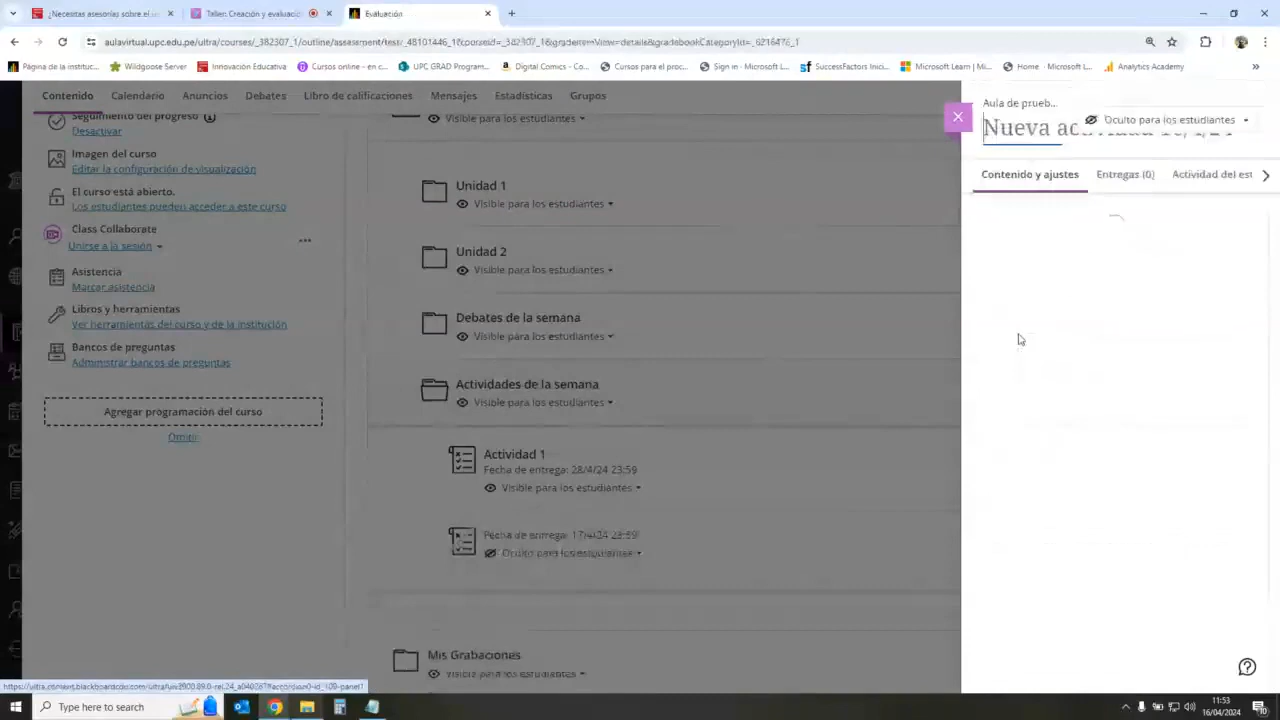 ¿Necesitas asesorías sobre el us
Taller: Creación y evaluació
Evaluación
aulavirtual.upc.edu.pe/ultra/courses/_382307_1/outline/assessment/test/_48101446_1?courseId=_382307_1&gradeitemView=details&gradebookCategoryId=_6216476_1
Página de la instituc...
Wildgoose Server
Innovación Educativa
Cursos online - en c...
UPC GRAD Program...
Digital Comics - Co...
Cursos para el proc...
Sign in - Microsoft L...
SuccessFactors Inici...
Microsoft Learn | Mi...
Home - Microsoft L...
Analytics Academy
Contenido
Calendario
Anuncios
Debates
Libro de calificaciones
Mensajes
Estadísticas
Grupos
Seguimiento del progreso
Desactivar
Imagen del curso
Editar la configuración de visualización
El curso está abierto.
Los estudiantes pueden acceder a este curso
Class Collaborate
Unirse a la sesión
Asistencia
Marcar asistencia
Libros y herramientas
Ver herramientas del curso y de la institución
Bancos de preguntas
Administrar bancos de preguntas
Agregar programación del curso
Omitir
Visible para los estudiantes
Unidad 1
Visible para los estudiantes
Unidad 2
Visible para los estudiantes
Debates de la semana
Visible para los estudiantes
Actividades de la semana
Visible para los estudiantes
Actividad 1
Fecha de entrega: 28/4/24 23:59
Visible para los estudiantes
Fecha de entrega: 17/4/24 23:59
Oculto para los estudiantes
Mis Grabaciones
Visible para los estudiantes
Aula de prueb...
Nueva actividad 16/4/24
Oculto para los estudiantes
Contenido y ajustes
Entregas (0)
Actividad del est
Type here to search
11:53
16/04/2024
10